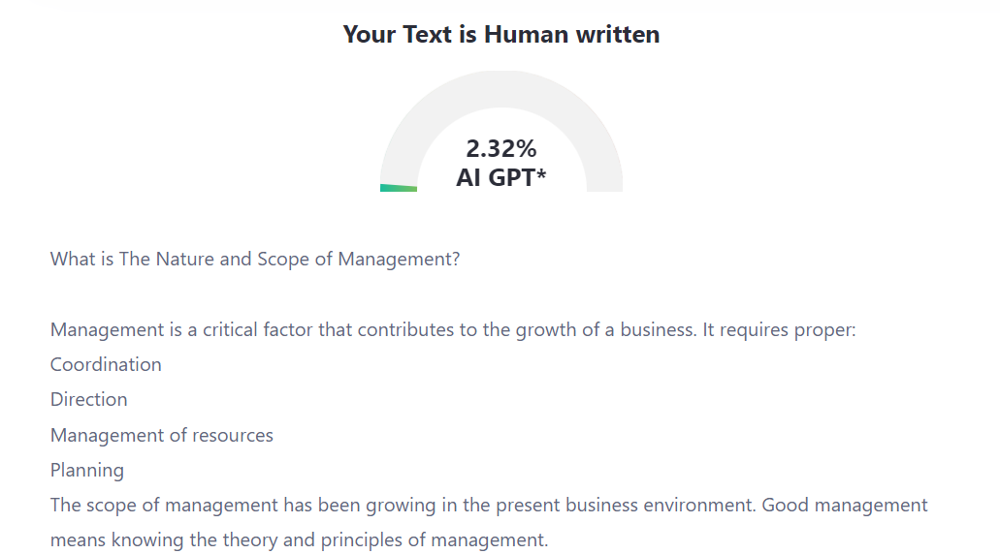 Your Text is Human written
2.32%
AI GPT*
What is The Nature and Scope of Management?
Management is a critical factor that contributes to the growth of a business. It requires proper:
Coordination
Direction
Management of resources
Planning
The scope of management has been growing in the present business environment. Good management
means knowing the theory and principles of management.